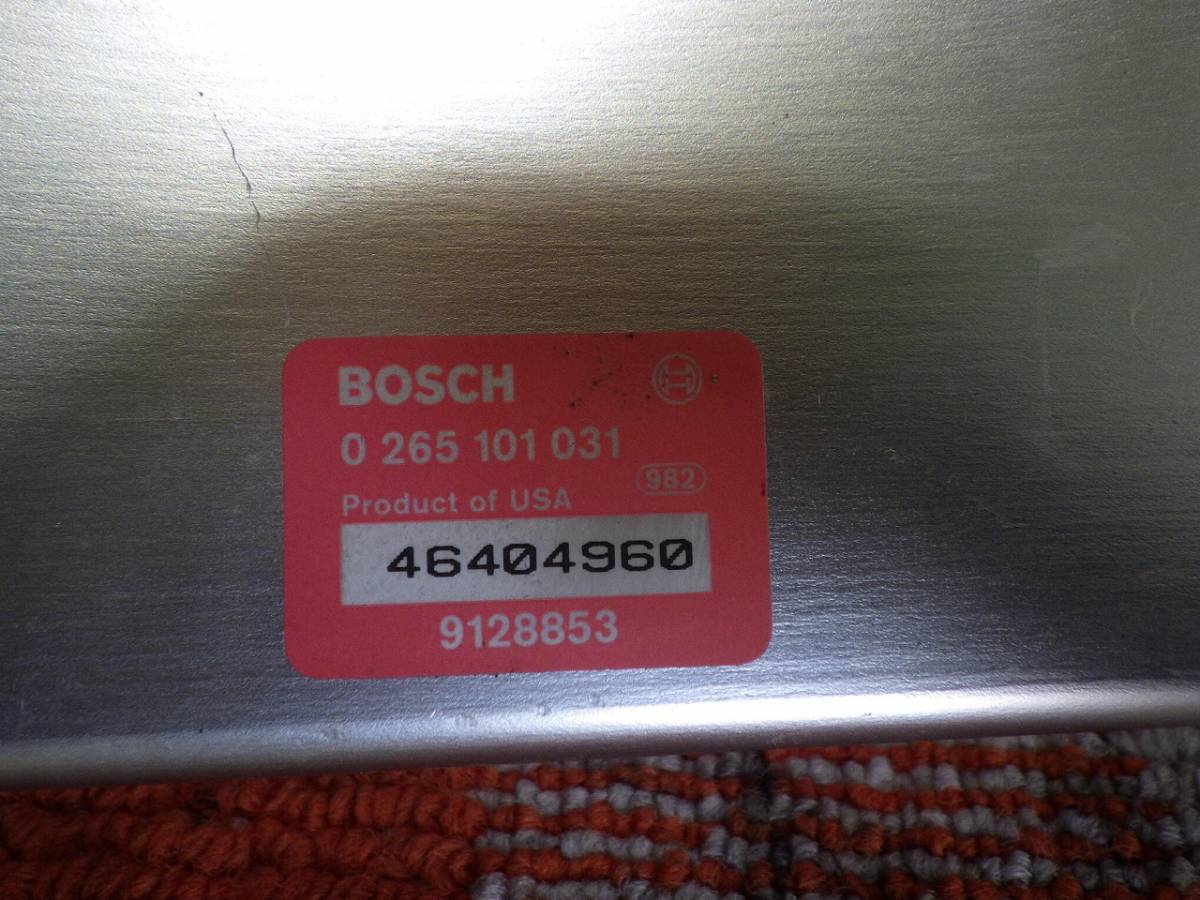 BOSCH
0 265 101 031
982
Product of USA
46404960
9128853